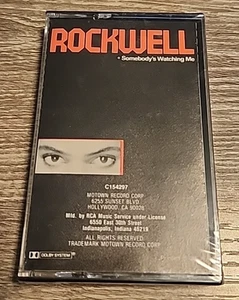 ROCKWELL
• Somebody's Watching Me
C154297
MOTOWN RECORD CORP
6255 SUNSET BLVD
HOLLYWOOD, CA 90028
Mfd. by RCA Music Service under License
6550 East 30th Street
Indianapolis, Indiana 46219
ALL RIGHTS RESERVED.
TRADEMARK MOTOWN RECORD CORP.
DOLBY SYSTEM